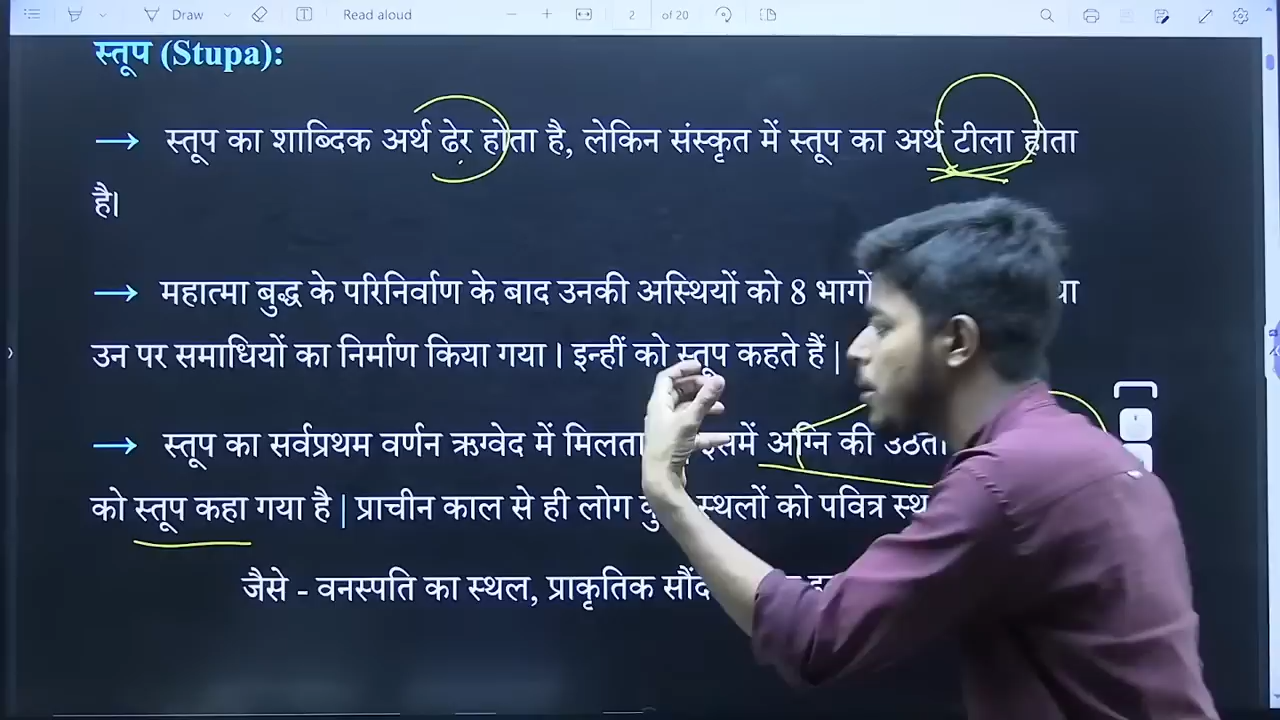 Draw
Read aloud
2
of 20
स्तूप (Stupa):
→ स्तूप का शाब्दिक अर्थ ढेर होता है, लेकिन संस्कृत में स्तूप का अर्थ टीला होता
है।
→ महात्मा बुद्ध के परिनिर्वाण के बाद उनकी अस्थियों को 8
उन पर समाधियों का निर्माण किया गया । इन्हीं को स्तूप कहते हैं |
→ स्तूप का सर्वप्रथम वर्णन ऋग्वेद में अग्नि की
को स्तूप कहा गया है | प्राचीन काल से ही लोग स्थलों को पवित्र
जैसे - वनस्पति का स्थल, प्राकृतिक